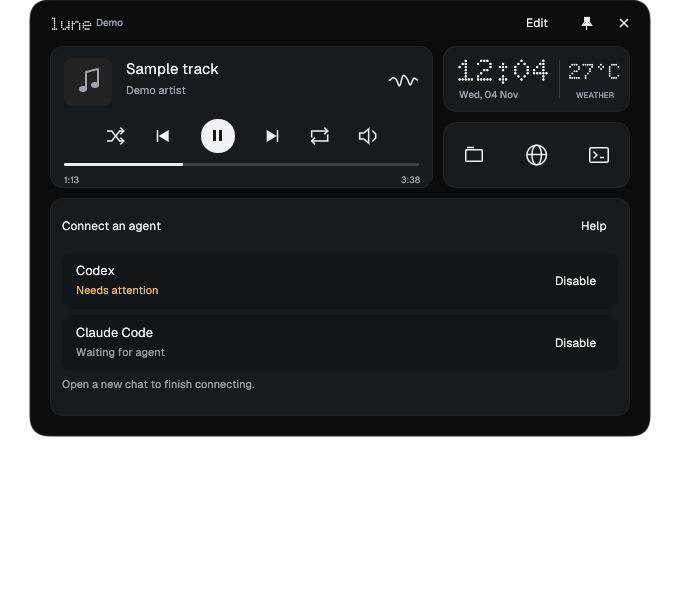 lune Demo
Edit
Sample track
Demo artist
1:13
3:38
12:04
Wed, 04 Nov
27°C
WEATHER
Connect an agent
Help
Codex
Needs attention
Disable
Claude Code
Waiting for agent
Disable
Open a new chat to finish connecting.